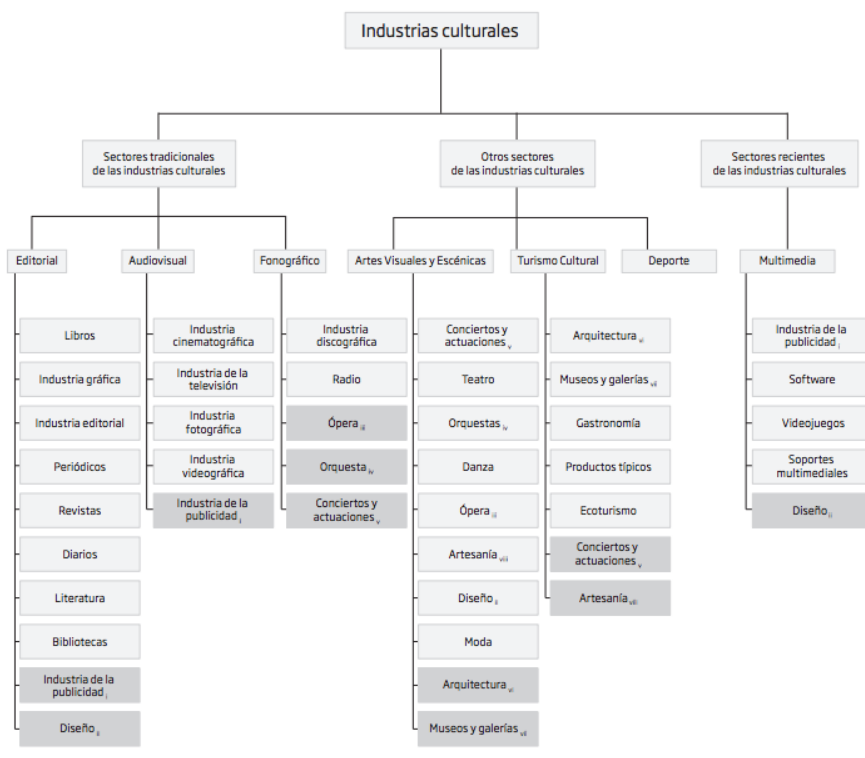 Industrias culturales
Sectores tradicionales
de las industrias culturales
Otros sectores
de las industrias culturales
Sectores recientes
de las industrias culturales
Editorial
Audiovisual
Fonográfico
Artes Visuales y Escénicas
Turismo Cultural
Deporte
Multimedia
Libros
Industria gráfica
Industria editorial
Periódicos
Revistas
Diarios
Literatura
Bibliotecas
Industria de la
publicidad i
Diseño ii
Industria
cinematográfica
Industria de la
televisión
Industria
fotográfica
Industria
videográfica
Industria de la
publicidad i
Industria
discográfica
Radio
Ópera iii
Orquesta iv
Conciertos y
actuaciones v
Conciertos y
actuaciones v
Teatro
Orquestas iv
Danza
Ópera iii
Artesanía viii
Diseño ii
Moda
Arquitectura vi
Museos y galerías vii
Arquitectura vi
Museos y galerías vii
Gastronomía
Productos típicos
Ecoturismo
Conciertos y
actuaciones v
Artesanía viii
Industria de la
publicidad i
Software
Videojuegos
Soportes
multimediales
Diseño ii